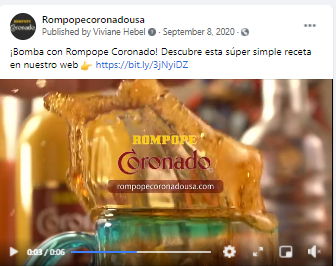 Rompopecoronadousa
Published by Viviane Hebel · September 8, 2020 ·
¡Bomba con Rompope Coronado! Descubre esta súper simple receta
en nuestro web 👉 https://bit.ly/3jNyiDZ
ROMPOPE
Coronado
rompopecoronadousa.com
0:03 / 0:06